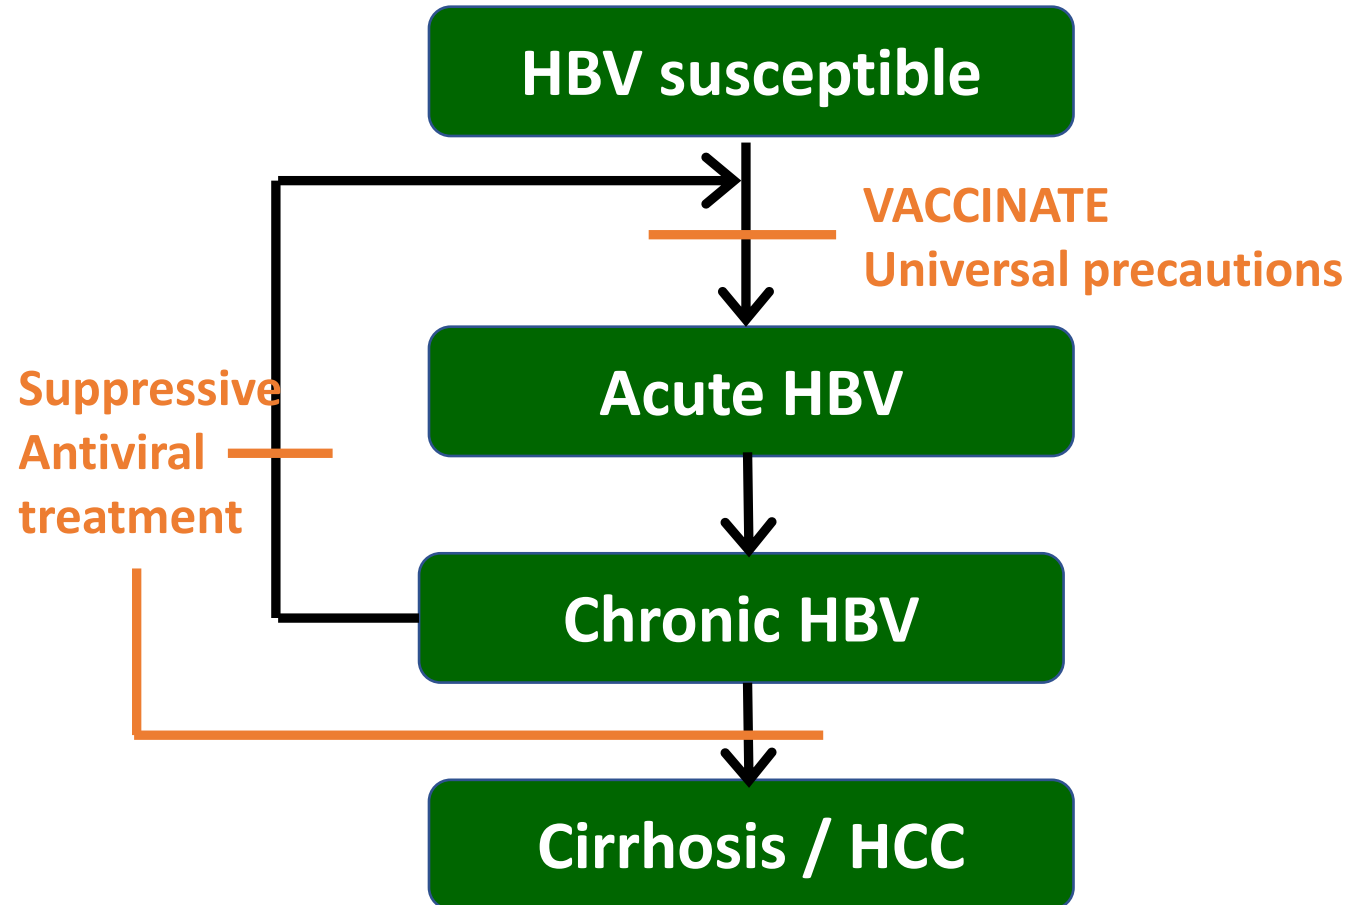 HBV susceptible
VACCINATE
Universal precautions
Acute HBV
Suppressive
Antiviral
treatment
Chronic HBV
Cirrhosis / HCC